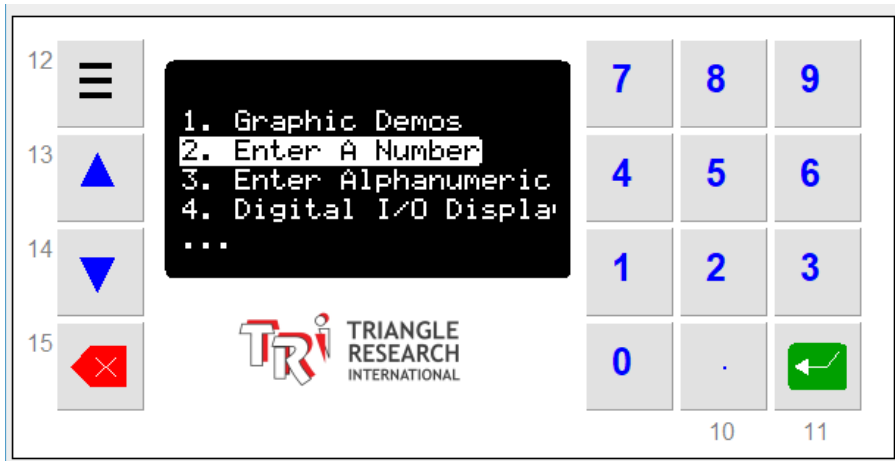 12
13
14
15
1. Graphic Demos
2. Enter A Number
3. Enter Alphanumeric
4. Digital I/O Displa
...
TRi TRIANGLE
RESEARCH
INTERNATIONAL
7 8 9
4 5 6
1 2 3
0 .
10 11